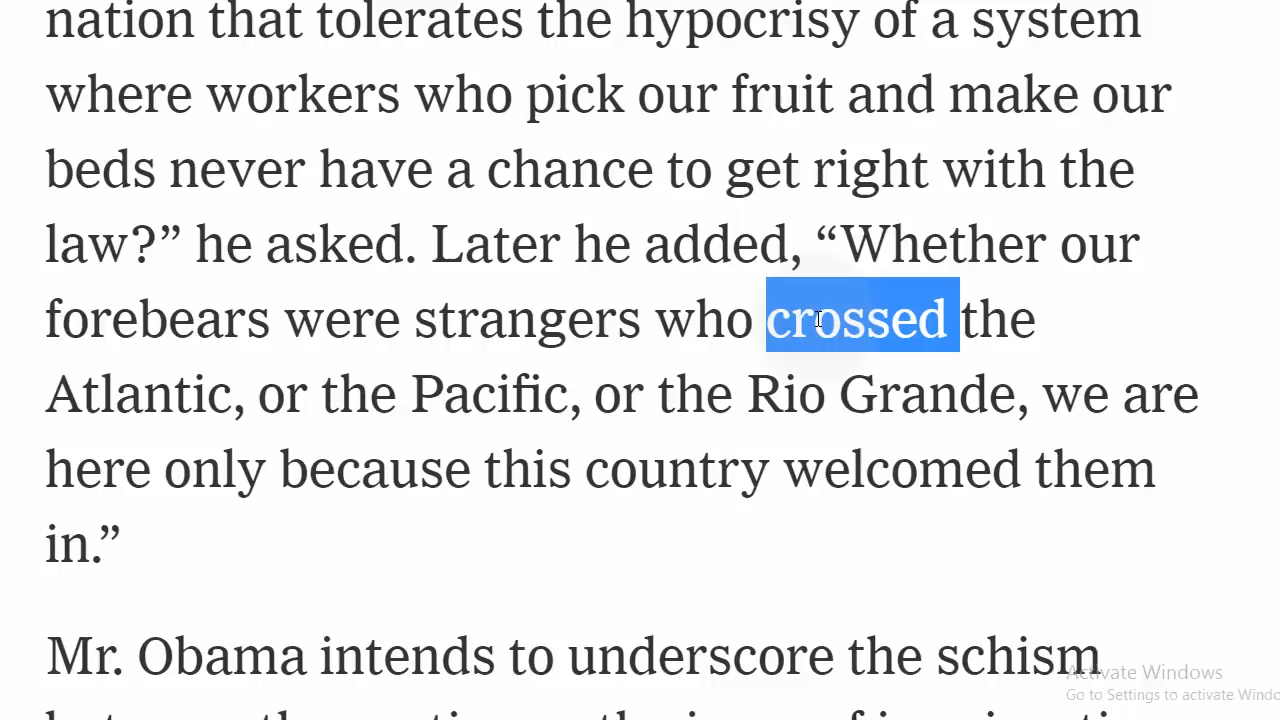 nation that tolerates the hypocrisy of a system
where workers who pick our fruit and make our
beds never have a chance to get right with the
law?” he asked. Later he added, “Whether our
forebears were strangers who crossed the
Atlantic, or the Pacific, or the Rio Grande, we are
here only because this country welcomed them
in.”
Mr. Obama intends to underscore the schism
Activate Windows
Go to Settings to activate Windo